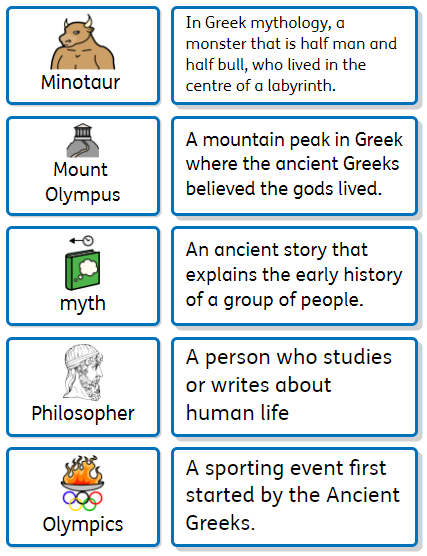 Minotaur
In Greek mythology, a
monster that is half man and
half bull, who lived in the
centre of a labyrinth.
Mount
Olympus
A mountain peak in Greek
where the ancient Greeks
believed the gods lived.
myth
An ancient story that
explains the early history
of a group of people.
Philosopher
A person who studies
or writes about
human life
Olympics
A sporting event first
started by the Ancient
Greeks.